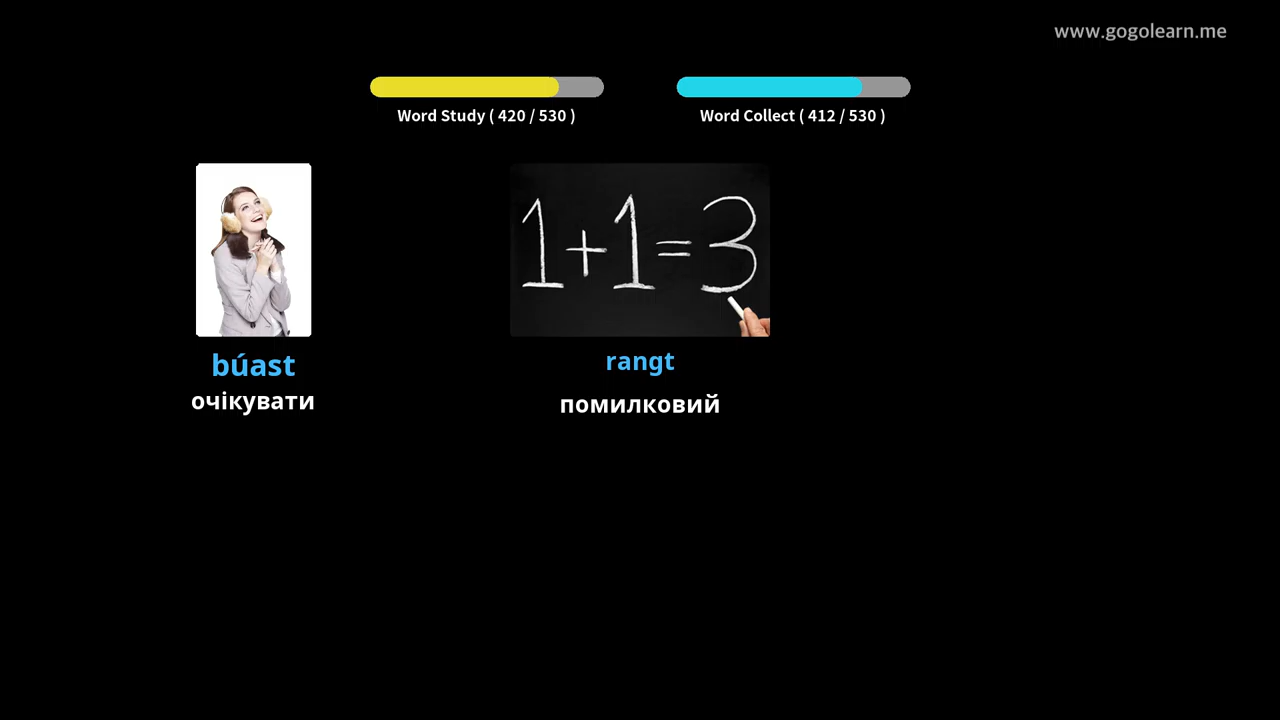 www.gogolearn.me
Word Study ( 420 / 530 )
Word Collect ( 412 / 530 )
1+1=3
búast
rangt
очікувати
помилковий